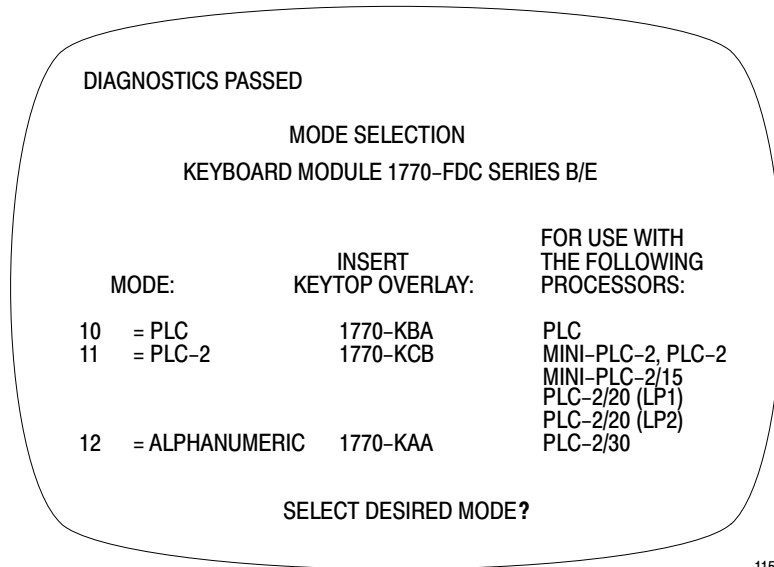 DIAGNOSTICS PASSED
MODE SELECTION
KEYBOARD MODULE 1770–FDC SERIES B/E
MODE:
INSERT
KEYTOP OVERLAY:
FOR USE WITH
THE FOLLOWING
PROCESSORS:
10 = PLC 1770–KBA PLC
11 = PLC–2 1770–KCB MINI–PLC–2, PLC–2
MINI–PLC–2/15
PLC–2/20 (LP1)
PLC–2/20 (LP2)
12 = ALPHANUMERIC 1770–KAA PLC–2/30
SELECT DESIRED MODE?